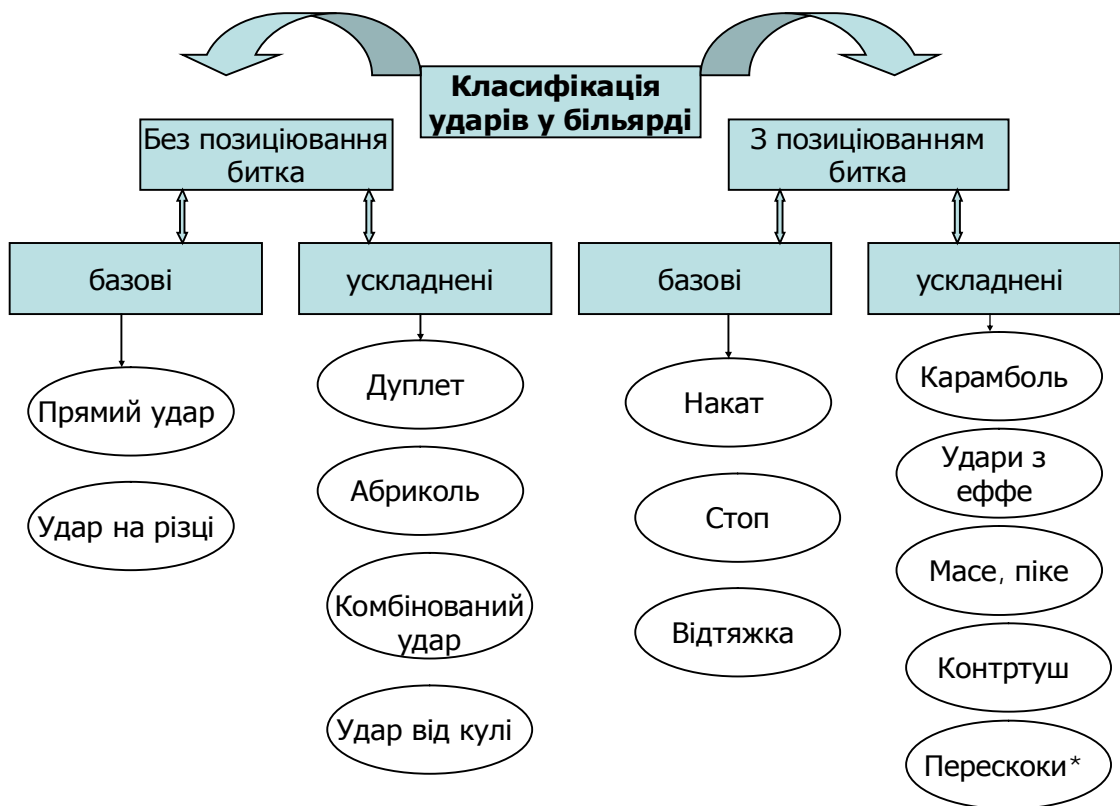 Класифікація
ударів у більярді
Без позиціювання
битка
З позиціюванням
битка
базові
ускладнені
базові
ускладнені
Прямий удар
Удар на різці
Дуплет
Абриколь
Комбінований
удар
Удар від кулі
Накат
Стоп
Відтяжка
Карамболь
Удари з
еффе
Масе, піке
Контртуш
Перескоки*